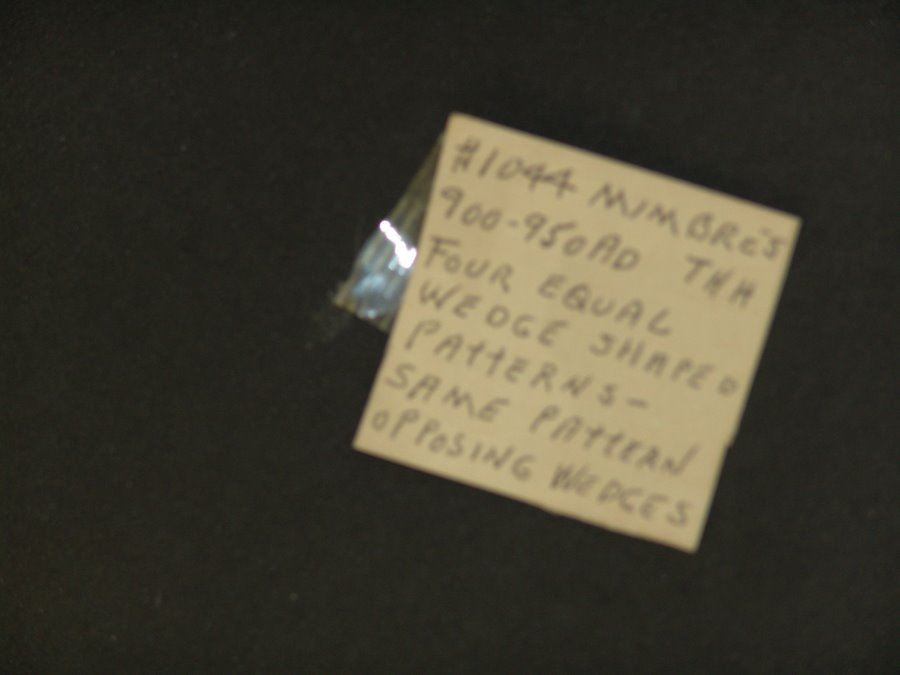 #1044 MIMBRES
900-950AD THH
FOUR EQUAL
WEDGE SHAPED
PATTERNS-
SAME PATTERN
OPPOSING WEDGES